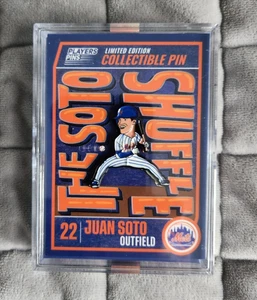 PLAYERS
PINS
LIMITED EDITION
COLLECTIBLE PIN
THE SOTO
SHUFFLE
22
JUAN SOTO
OUTFIELD
Mets